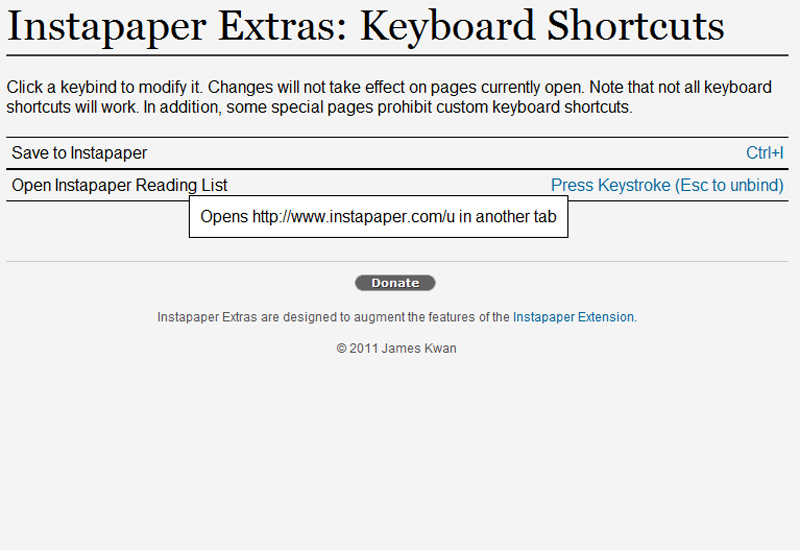 Instapaper Extras: Keyboard Shortcuts
Click a keybind to modify it. Changes will not take effect on pages currently open. Note that not all keyboard
shortcuts will work. In addition, some special pages prohibit custom keyboard shortcuts.
Save to Instapaper Ctrl+I
Open Instapaper Reading List Press Keystroke (Esc to unbind)
Opens http://www.instapaper.com/u in another tab
Donate
Instapaper Extras are designed to augment the features of the Instapaper Extension.
© 2011 James Kwan